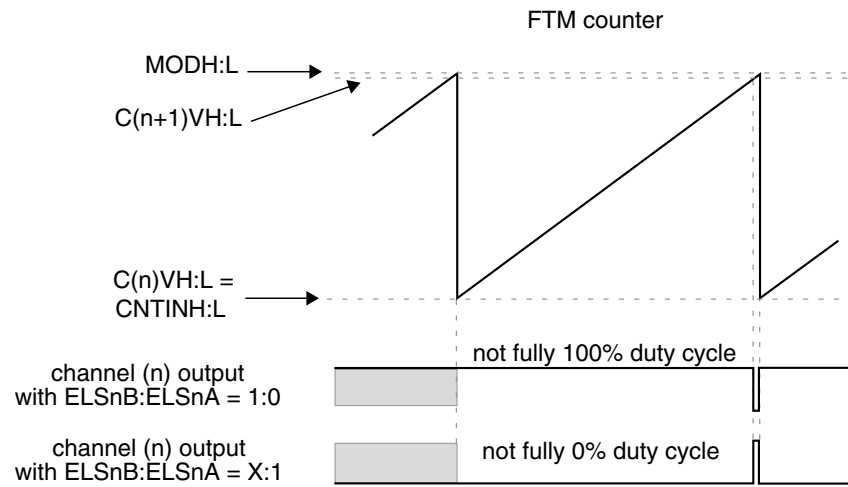 FTM counter
MODH:L
C(n+1)VH:L
C(n)VH:L =
CNTINH:L
not fully 100% duty cycle
channel (n) output
with ELSnB:ELSnA = 1:0
channel (n) output
with ELSnB:ELSnA = X:1
not fully 0% duty cycle